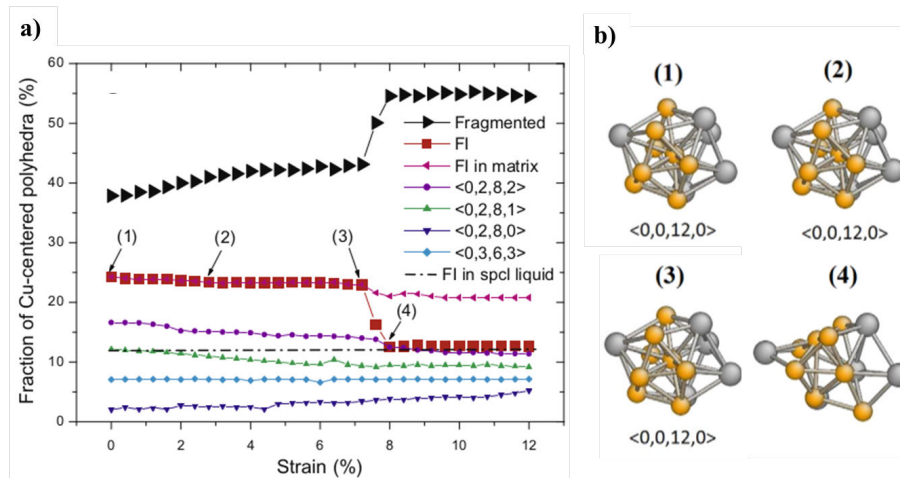 a)
Fraction of Cu-centered polyhedra (%)
60
50
40
30
20
10
0
0 2 4 6 8 10 12
Strain (%)
Fragmented
FI
FI in matrix
<0,2,8,2>
<0,2,8,1>
<0,2,8,0>
<0,3,6,3>
FI in spcl liquid
(1)
(2)
(3)
(4)
b)
(1) (2)
<0,0,12,0> <0,0,12,0>
(3) (4)
<0,0,12,0>